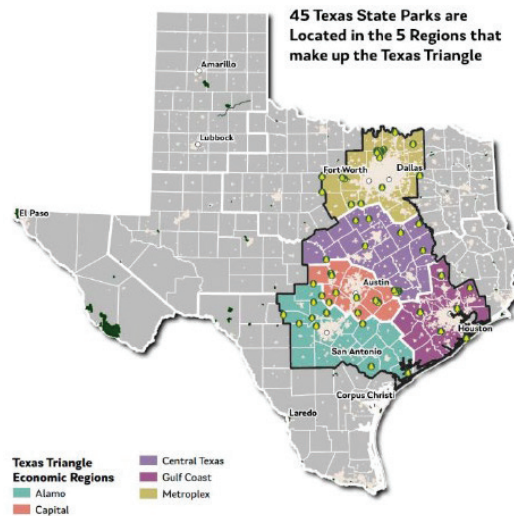 45 Texas State Parks are
Located in the 5 Regions that
make up the Texas Triangle
Amarillo
Lubbock
Fort Worth
Dallas
El Paso
Austin
Houston
San Antonio
Corpus Christi
Laredo
Texas Triangle
Economic Regions
Alamo
Capital
Central Texas
Gulf Coast
Metroplex